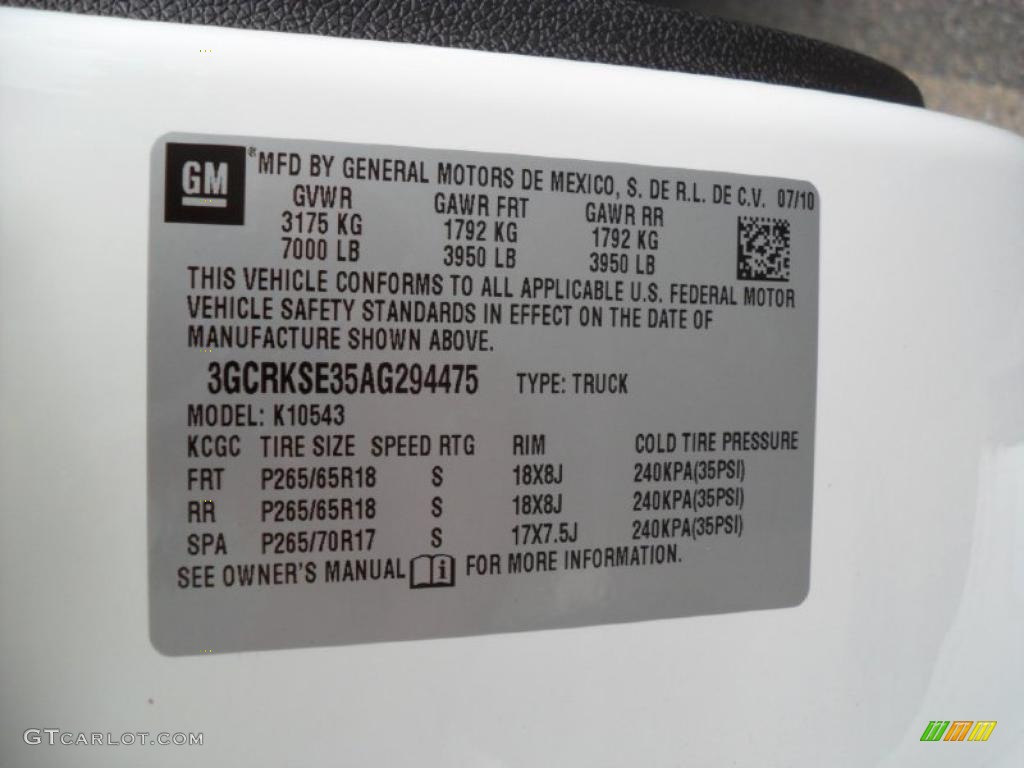 GM ® MFD BY GENERAL MOTORS DE MEXICO, S. DE R.L. DE C.V. 07/10
GVWR GAWR FRT GAWR RR
3175 KG 1792 KG 1792 KG
7000 LB 3950 LB 3950 LB
THIS VEHICLE CONFORMS TO ALL APPLICABLE U.S. FEDERAL MOTOR
VEHICLE SAFETY STANDARDS IN EFFECT ON THE DATE OF
MANUFACTURE SHOWN ABOVE.
3GCRKSE35AG294475 TYPE: TRUCK
MODEL: K10543
KCGC TIRE SIZE SPEED RTG RIM COLD TIRE PRESSURE
FRT P265/65R18 S 18X8J 240KPA(35PSI)
RR P265/65R18 S 18X8J 240KPA(35PSI)
SPA P265/70R17 S 17X7.5J 240KPA(35PSI)
SEE OWNER'S MANUAL i FOR MORE INFORMATION.
GTCARLOT.COM